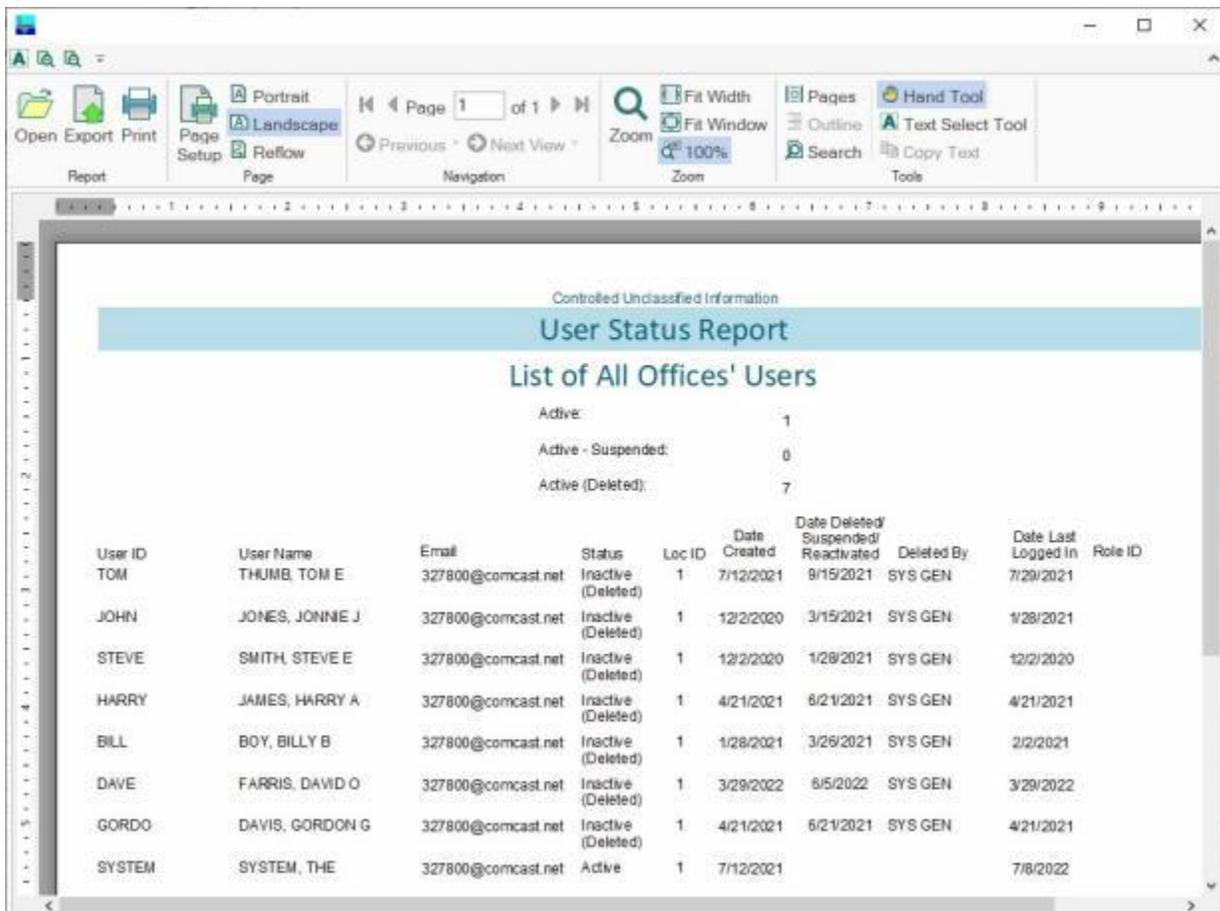 A
Open Export Print
Report
Page Setup
Portrait
Landscape
Reflow
Page
Page 1 of 1
Previous Next View
Navigation
Zoom
Fit Width
Fit Window
100%
Zoom
Pages
Outline
Search
Hand Tool
A Text Select Tool
Copy Text
Tools
1 2 3 4 5 6 7 8 9
Controlled Unclassified Information
User Status Report
List of All Offices' Users
Active: 1
Active - Suspended: 0
Active (Deleted): 7
User ID User Name Email Status Loc ID Date Created Date Deleted/ Suspended/ Reactivated Deleted By Date Last Logged In Role ID
TOM THUMB, TOM E 327800@comcast.net Inactive (Deleted) 1 7/12/2021 9/15/2021 SYS GEN 7/29/2021
JOHN JONES, JONNIE J 327800@comcast.net Inactive (Deleted) 1 12/2/2020 3/15/2021 SYS GEN 1/28/2021
STEVE SMITH, STEVE E 327800@comcast.net Inactive (Deleted) 1 12/2/2020 1/28/2021 SYS GEN 12/2/2020
HARRY JAMES, HARRY A 327800@comcast.net Inactive (Deleted) 1 4/21/2021 6/21/2021 SYS GEN 4/21/2021
BILL BOY, BILLY B 327800@comcast.net Inactive (Deleted) 1 1/28/2021 3/26/2021 SYS GEN 2/2/2021
DAVE FARRIS, DAVID O 327800@comcast.net Inactive (Deleted) 1 3/29/2022 6/5/2022 SYS GEN 3/29/2022
GORDO DAVIS, GORDON G 327800@comcast.net Inactive (Deleted) 1 4/21/2021 6/21/2021 SYS GEN 4/21/2021
SYSTEM SYSTEM, THE 327800@comcast.net Active 1 7/12/2021 7/8/2022